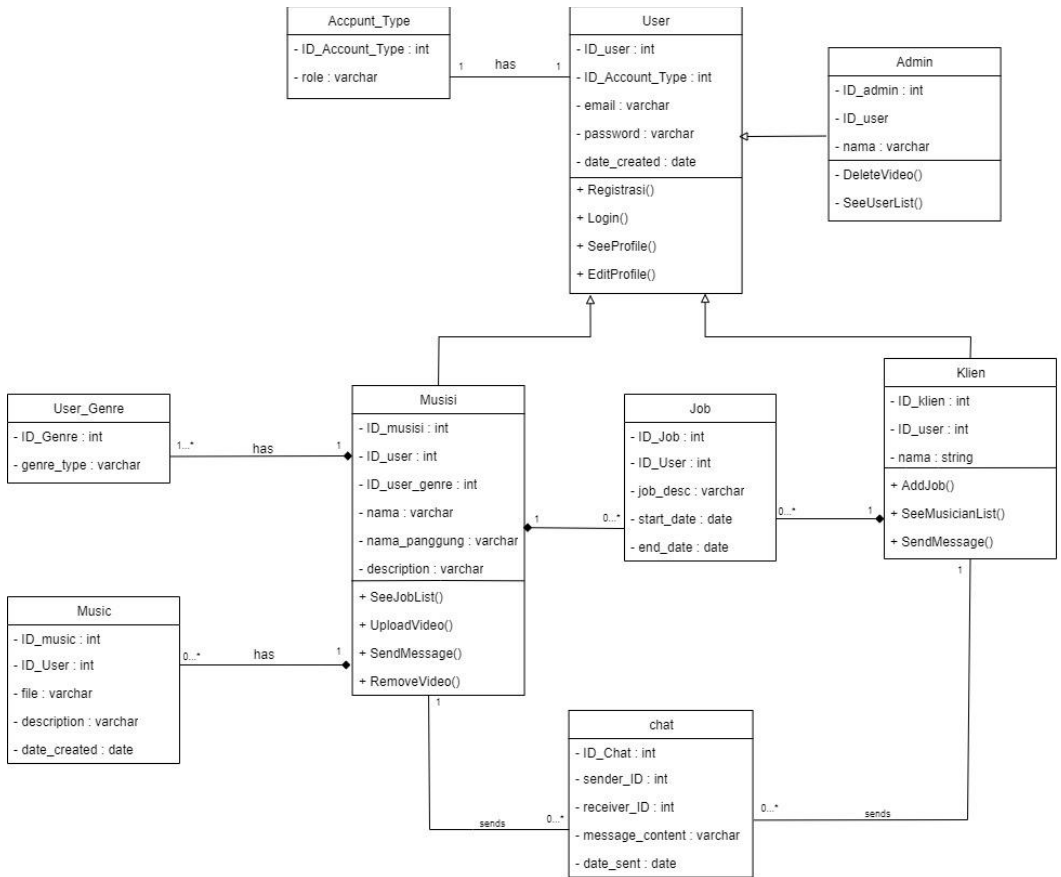 Accpunt_Type
- ID_Account_Type : int
- role : varchar
1
has
1
User
- ID_user : int
- ID_Account_Type : int
- email : varchar
- password : varchar
- date_created : date
+ Registrasi()
+ Login()
+ SeeProfile()
+ EditProfile()
Admin
- ID_admin : int
- ID_user
- nama : varchar
- DeleteVideo()
- SeeUserList()
User_Genre
- ID_Genre : int
- genre_type : varchar
1...*
has
1
Musisi
- ID_musisi : int
- ID_user : int
- ID_user_genre : int
- nama : varchar
- nama_panggung : varchar
- description : varchar
+ SeeJobList()
+ UploadVideo()
+ SendMessage()
+ RemoveVideo()
1
0...*
Job
- ID_Job : int
- ID_User : int
- job_desc : varchar
- start_date : date
- end_date : date
0...*
1
Klien
- ID_klien : int
- ID_user : int
- nama : string
+ AddJob()
+ SeeMusicianList()
+ SendMessage()
Music
- ID_music : int
- ID_User : int
- file : varchar
- description : varchar
- date_created : date
0...*
has
1
1
sends
0...*
chat
- ID_Chat : int
- sender_ID : int
- receiver_ID : int
- message_content : varchar
- date_sent : date
0...*
sends
1